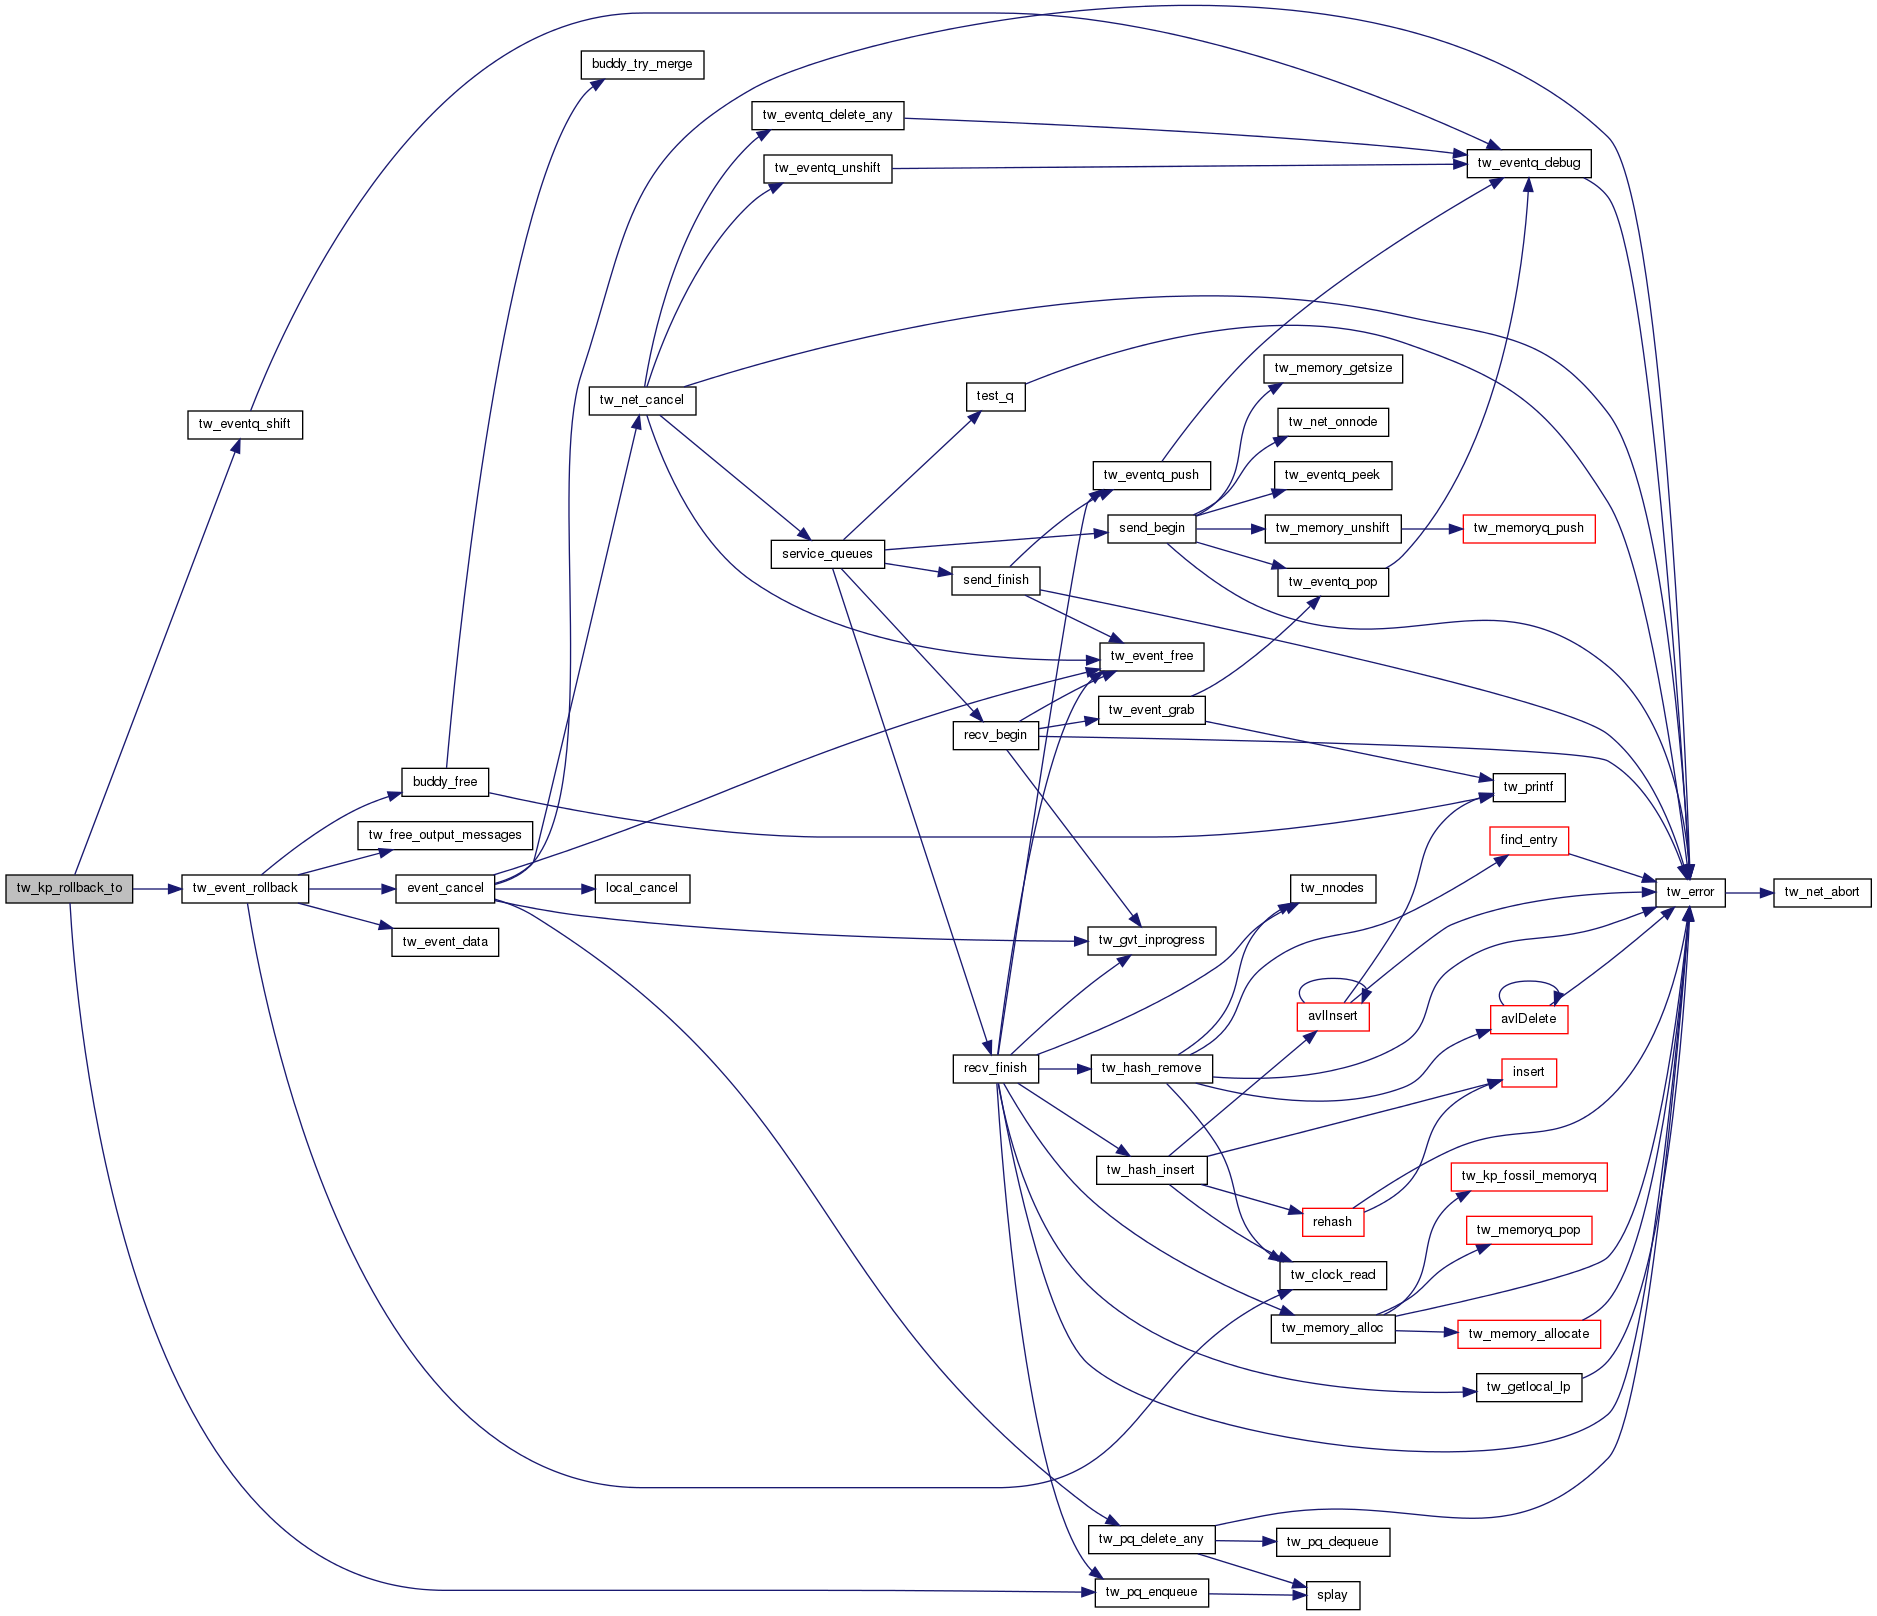 buddy_try_merge
tw_eventq_delete_any
tw_eventq_debug
tw_eventq_unshift
tw_memory_getsize
test_q
tw_net_cancel
tw_net_onnode
tw_eventq_shift
tw_eventq_push
tw_eventq_peek
send_begin
tw_memory_unshift
tw_memoryq_push
service_queues
send_finish
tw_eventq_pop
tw_event_free
tw_event_grab
recv_begin
buddy_free
tw_printf
tw_free_output_messages
find_entry
tw_kp_rollback_to
tw_event_rollback
event_cancel
local_cancel
tw_nnodes
tw_error
tw_net_abort
tw_event_data
tw_gvt_inprogress
avlInsert
avlDelete
recv_finish
tw_hash_remove
insert
tw_hash_insert
tw_kp_fossil_memoryq
rehash
tw_memoryq_pop
tw_clock_read
tw_memory_alloc
tw_memory_allocate
tw_getlocal_lp
tw_pq_delete_any
tw_pq_dequeue
tw_pq_enqueue
splay